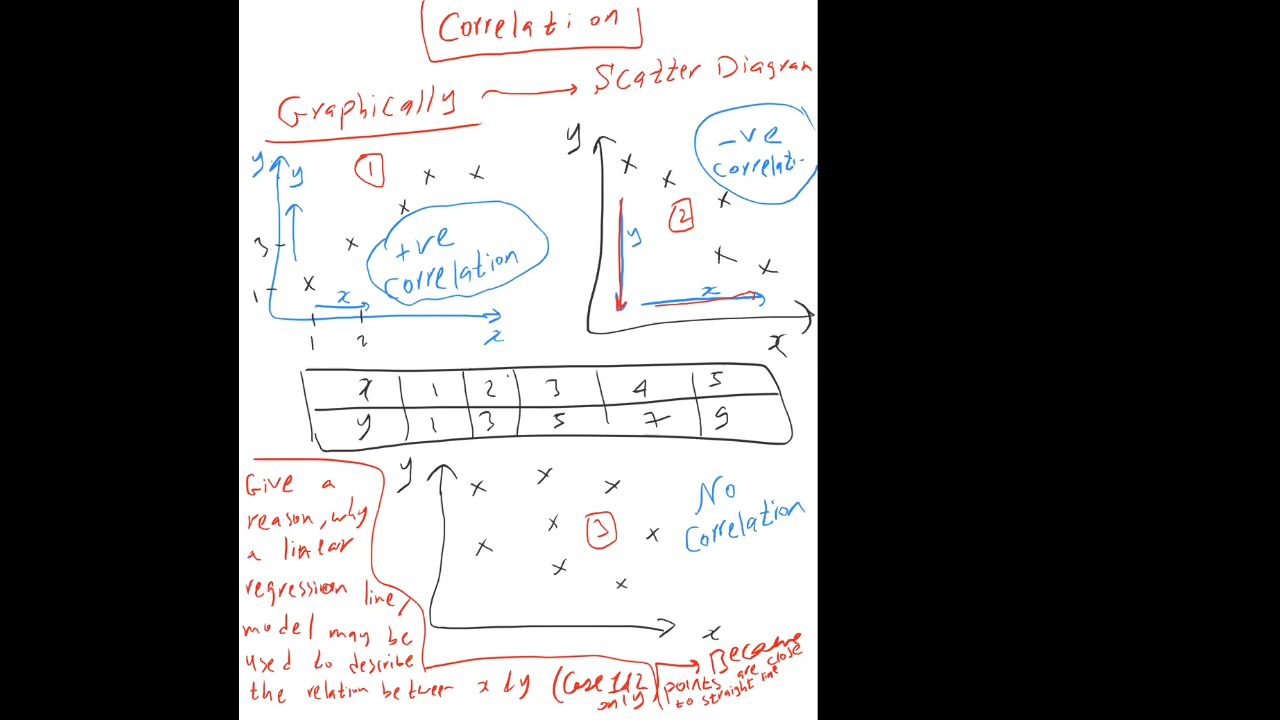 Correlation
Graphically → Scatter Diagram
y
y
1
3
1
x
1 2
x
+ve
correlation
y
-ve
correlati
2
y
x
x
x 1 2 3 4 5
y 1 3 5 7 9
y
3
x
No
Correlation
Give a
reason, why
a linear
regression line/
model may be
used to describe
the relation between x & y (Case 1&2
only)
→ Because
points are close
to straight line